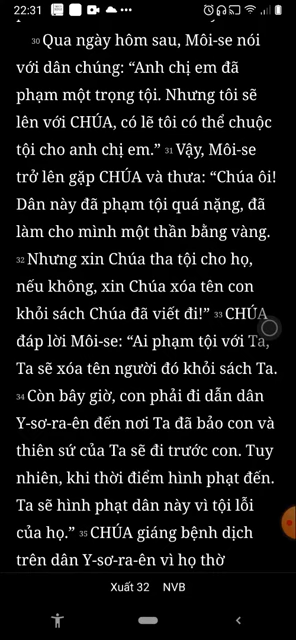 22:31
30 Qua ngày hôm sau, Môi-se nói
với dân chúng: “Anh chị em đã
phạm một trọng tội. Nhưng tôi sẽ
lên với CHÚA, có lẽ tôi có thể chuộc
tội cho anh chị em.” 31 Vậy, Môi-se
trở lên gặp CHÚA và thưa: “Chúa ôi!
Dân này đã phạm tội quá nặng, đã
làm cho mình một thần bằng vàng.
32 Nhưng xin Chúa tha tội cho họ,
nếu không, xin Chúa xóa tên con
khỏi sách Chúa đã viết đi!” 33 CHÚA
đáp lời Môi-se: “Ai phạm tội với Ta,
Ta sẽ xóa tên người đó khỏi sách Ta.
34 Còn bây giờ, con phải đi dẫn dân
Y-sơ-ra-ên đến nơi Ta đã bảo con và
thiên sứ của Ta sẽ đi trước con. Tuy
nhiên, khi thời điểm hình phạt đến.
Ta sẽ hình phạt dân này vì tội lỗi
của họ.” 35 CHÚA giáng bệnh dịch
trên dân Y-sơ-ra-ên vì họ thờ
Xuất 32 NVB